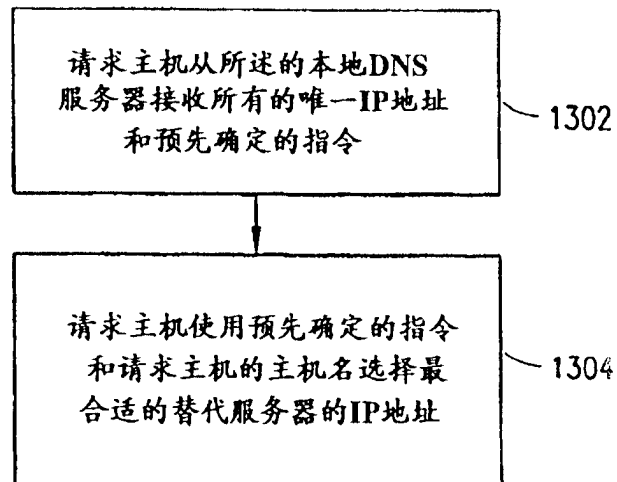 请求主机从所述的本地DNS
服务器接收所有的唯一IP地址
和预先确定的指令
1302
请求主机使用预先确定的指令
和请求主机的主机名选择最
合适的替代服务器的IP地址
1304